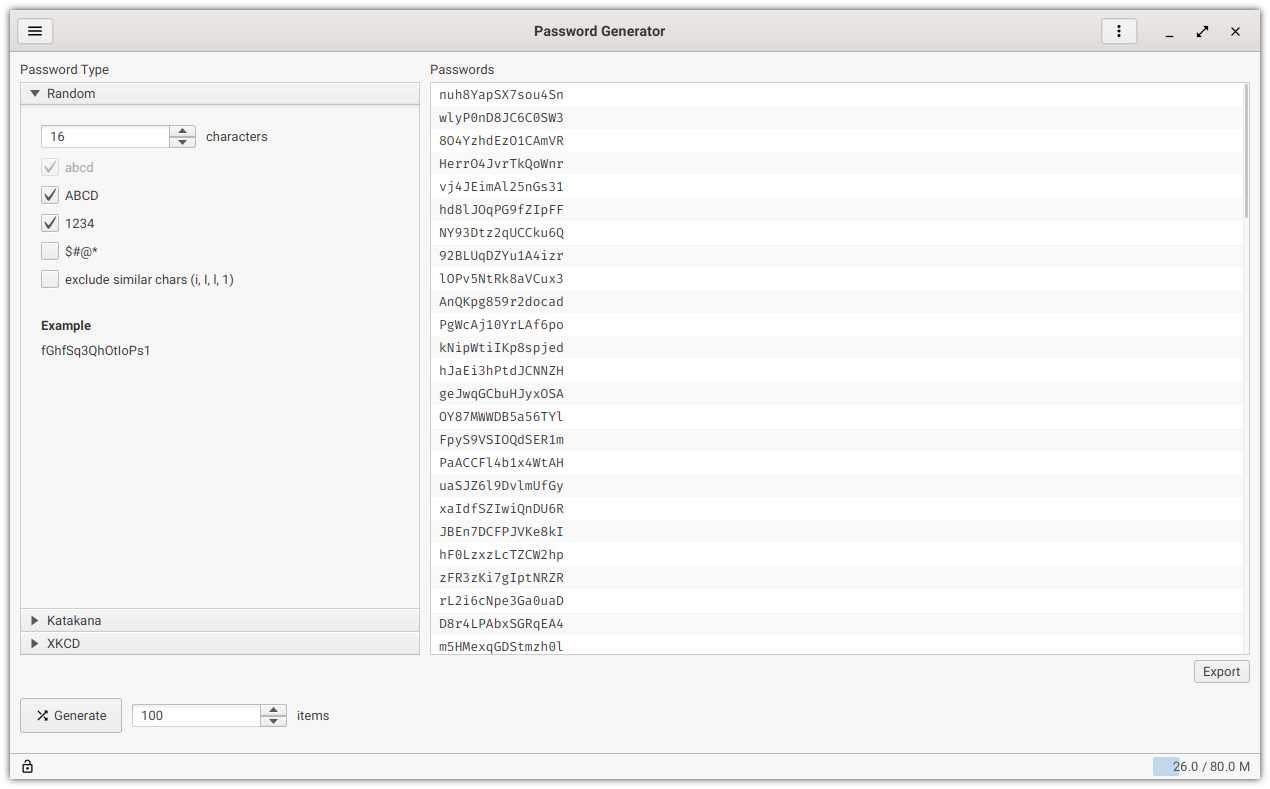 Password Generator
Password Type
Random
16 characters
abcd
ABCD
1234
$#@*
exclude similar chars (i, I, l, 1)
Example
fGhfSq3QhOtIoPs1
Katakana
XKCD
Passwords
nuh8YapSX7sou4Sn
wlyP0nD8JC6C0SW3
8O4YzhdEzO1CAmVR
HerrO4JvrTkQoWnr
vj4JEimAl25nGs31
hd8lJOqPG9fZIpFF
NY93Dtz2qUCCku6Q
92BLUqDZYu1A4izr
lOPv5NtRk8aVCux3
AnQKpg859r2docad
PgWcAj10YrLAf6po
kNipWtiIKp8spjed
hJaEi3hPtdJCNNZH
geJwqGCbuHJyxOSA
OY87MWWDB5a56TYl
FpyS9VSIOQdSER1m
PaACCFl4b1x4WtAH
uaSJZ6l9DvlmUfGy
xaIdfSZIwiQnDU6R
JBEn7DCFPJVKe8kI
hF0LzxzLcTZCW2hp
zFR3zKi7gIptNRZR
rL2i6cNpe3Ga0uaD
D8r4LPAbxSGRqEA4
m5HMexqGDStmzh0l
Export
Generate 100 items
26.0 / 80.0 M